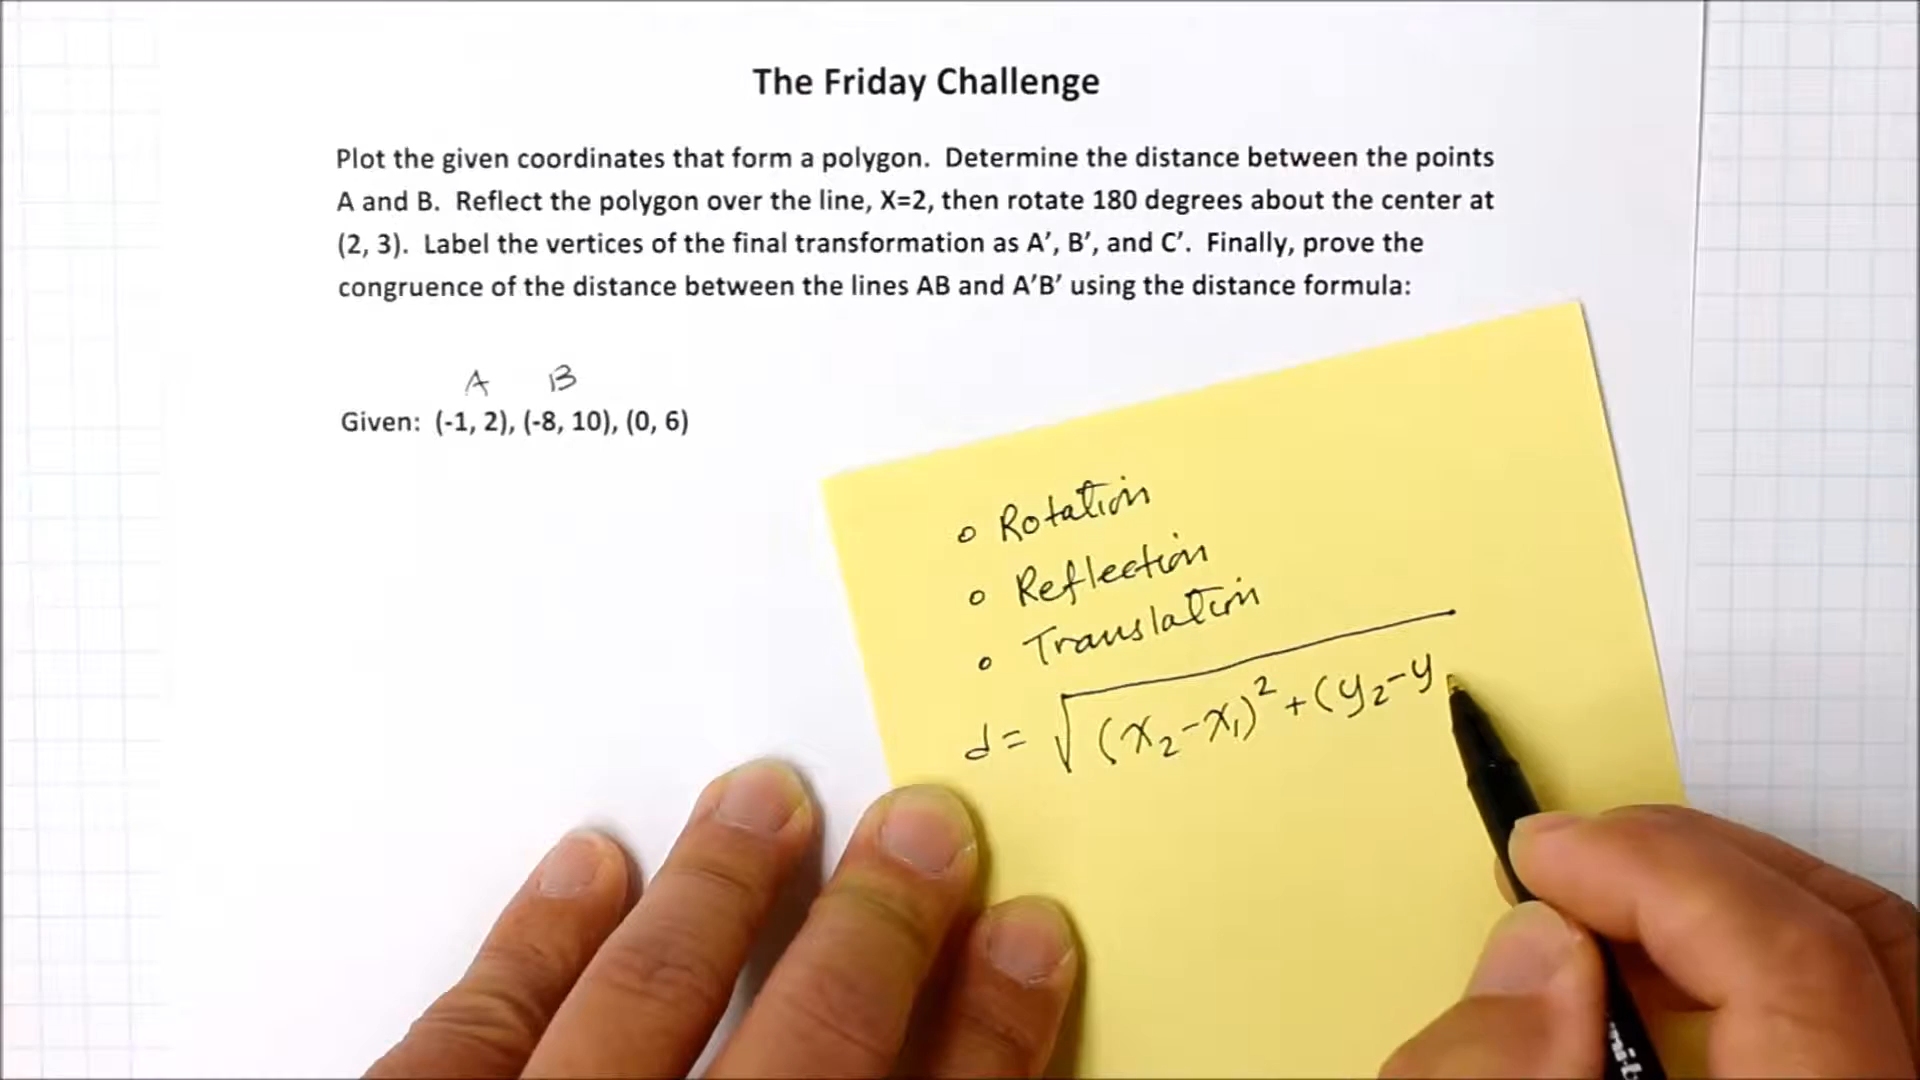 The Friday Challenge
Plot the given coordinates that form a polygon. Determine the distance between the points
A and B. Reflect the polygon over the line, X=2, then rotate 180 degrees about the center at
(2, 3). Label the vertices of the final transformation as A′, B′, and C′. Finally, prove the
congruence of the distance between the lines AB and A′B′ using the distance formula:
A B
Given: (-1, 2), (-8, 10), (0, 6)
Rotation
Reflection
Translation
d = √(x₂-x₁)² + (y₂-y